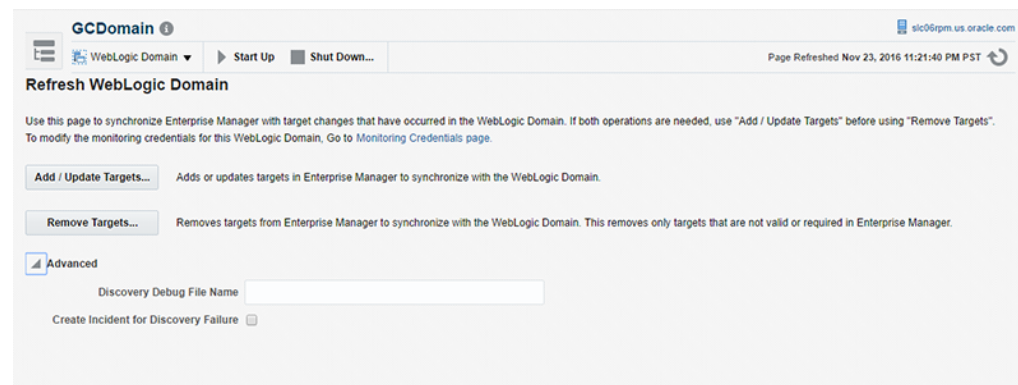 GCDomain
slc06rpm.us.oracle.com
WebLogic Domain Start Up Shut Down...
Page Refreshed Nov 23, 2016 11:21:40 PM PST
Refresh WebLogic Domain
Use this page to synchronize Enterprise Manager with target changes that have occurred in the WebLogic Domain. If both operations are needed, use "Add / Update Targets" before using "Remove Targets".
To modify the monitoring credentials for this WebLogic Domain, Go to Monitoring Credentials page.
Add / Update Targets... Adds or updates targets in Enterprise Manager to synchronize with the WebLogic Domain.
Remove Targets... Removes targets from Enterprise Manager to synchronize with the WebLogic Domain. This removes only targets that are not valid or required in Enterprise Manager.
Advanced
Discovery Debug File Name
Create Incident for Discovery Failure